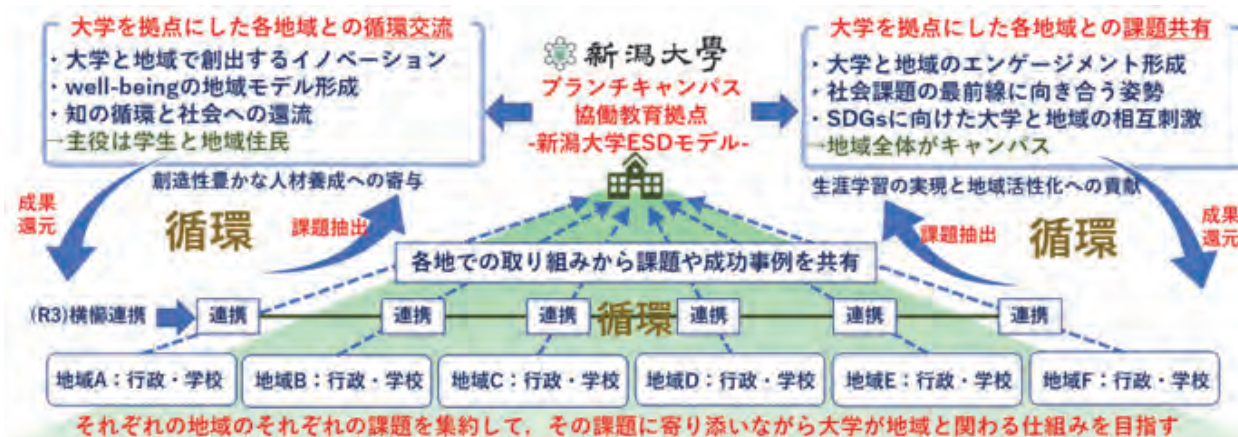 大学を拠点にした各地域との循環交流
・大学と地域で創出するイノベーション
・well-beingの地域モデル形成
・知の循環と社会への還流
→主役は学生と地域住民
新潟大學
ブランチキャンパス
協働教育拠点
-新潟大学ESDモデル-
大学を拠点にした各地域との課題共有
・大学と地域のエンゲージメント形成
・社会課題の最前線に向き合う姿勢
・SDGsに向けた大学と地域の相互刺激
→地域全体がキャンパス
創造性豊かな人材養成への寄与
生涯学習の実現と地域活性化への貢献
成果
還元
循環
課題抽出
課題抽出
循環
成果
還元
各地での取り組みから課題や成功事例を共有
(R3)横櫛連携
連携
連携
連携
循環
連携
連携
連携
地域A：行政・学校
地域B：行政・学校
地域C：行政・学校
地域D：行政・学校
地域E：行政・学校
地域F：行政・学校
それぞれの地域のそれぞれの課題を集約して，その課題に寄り添いながら大学が地域と関わる仕組みを目指す